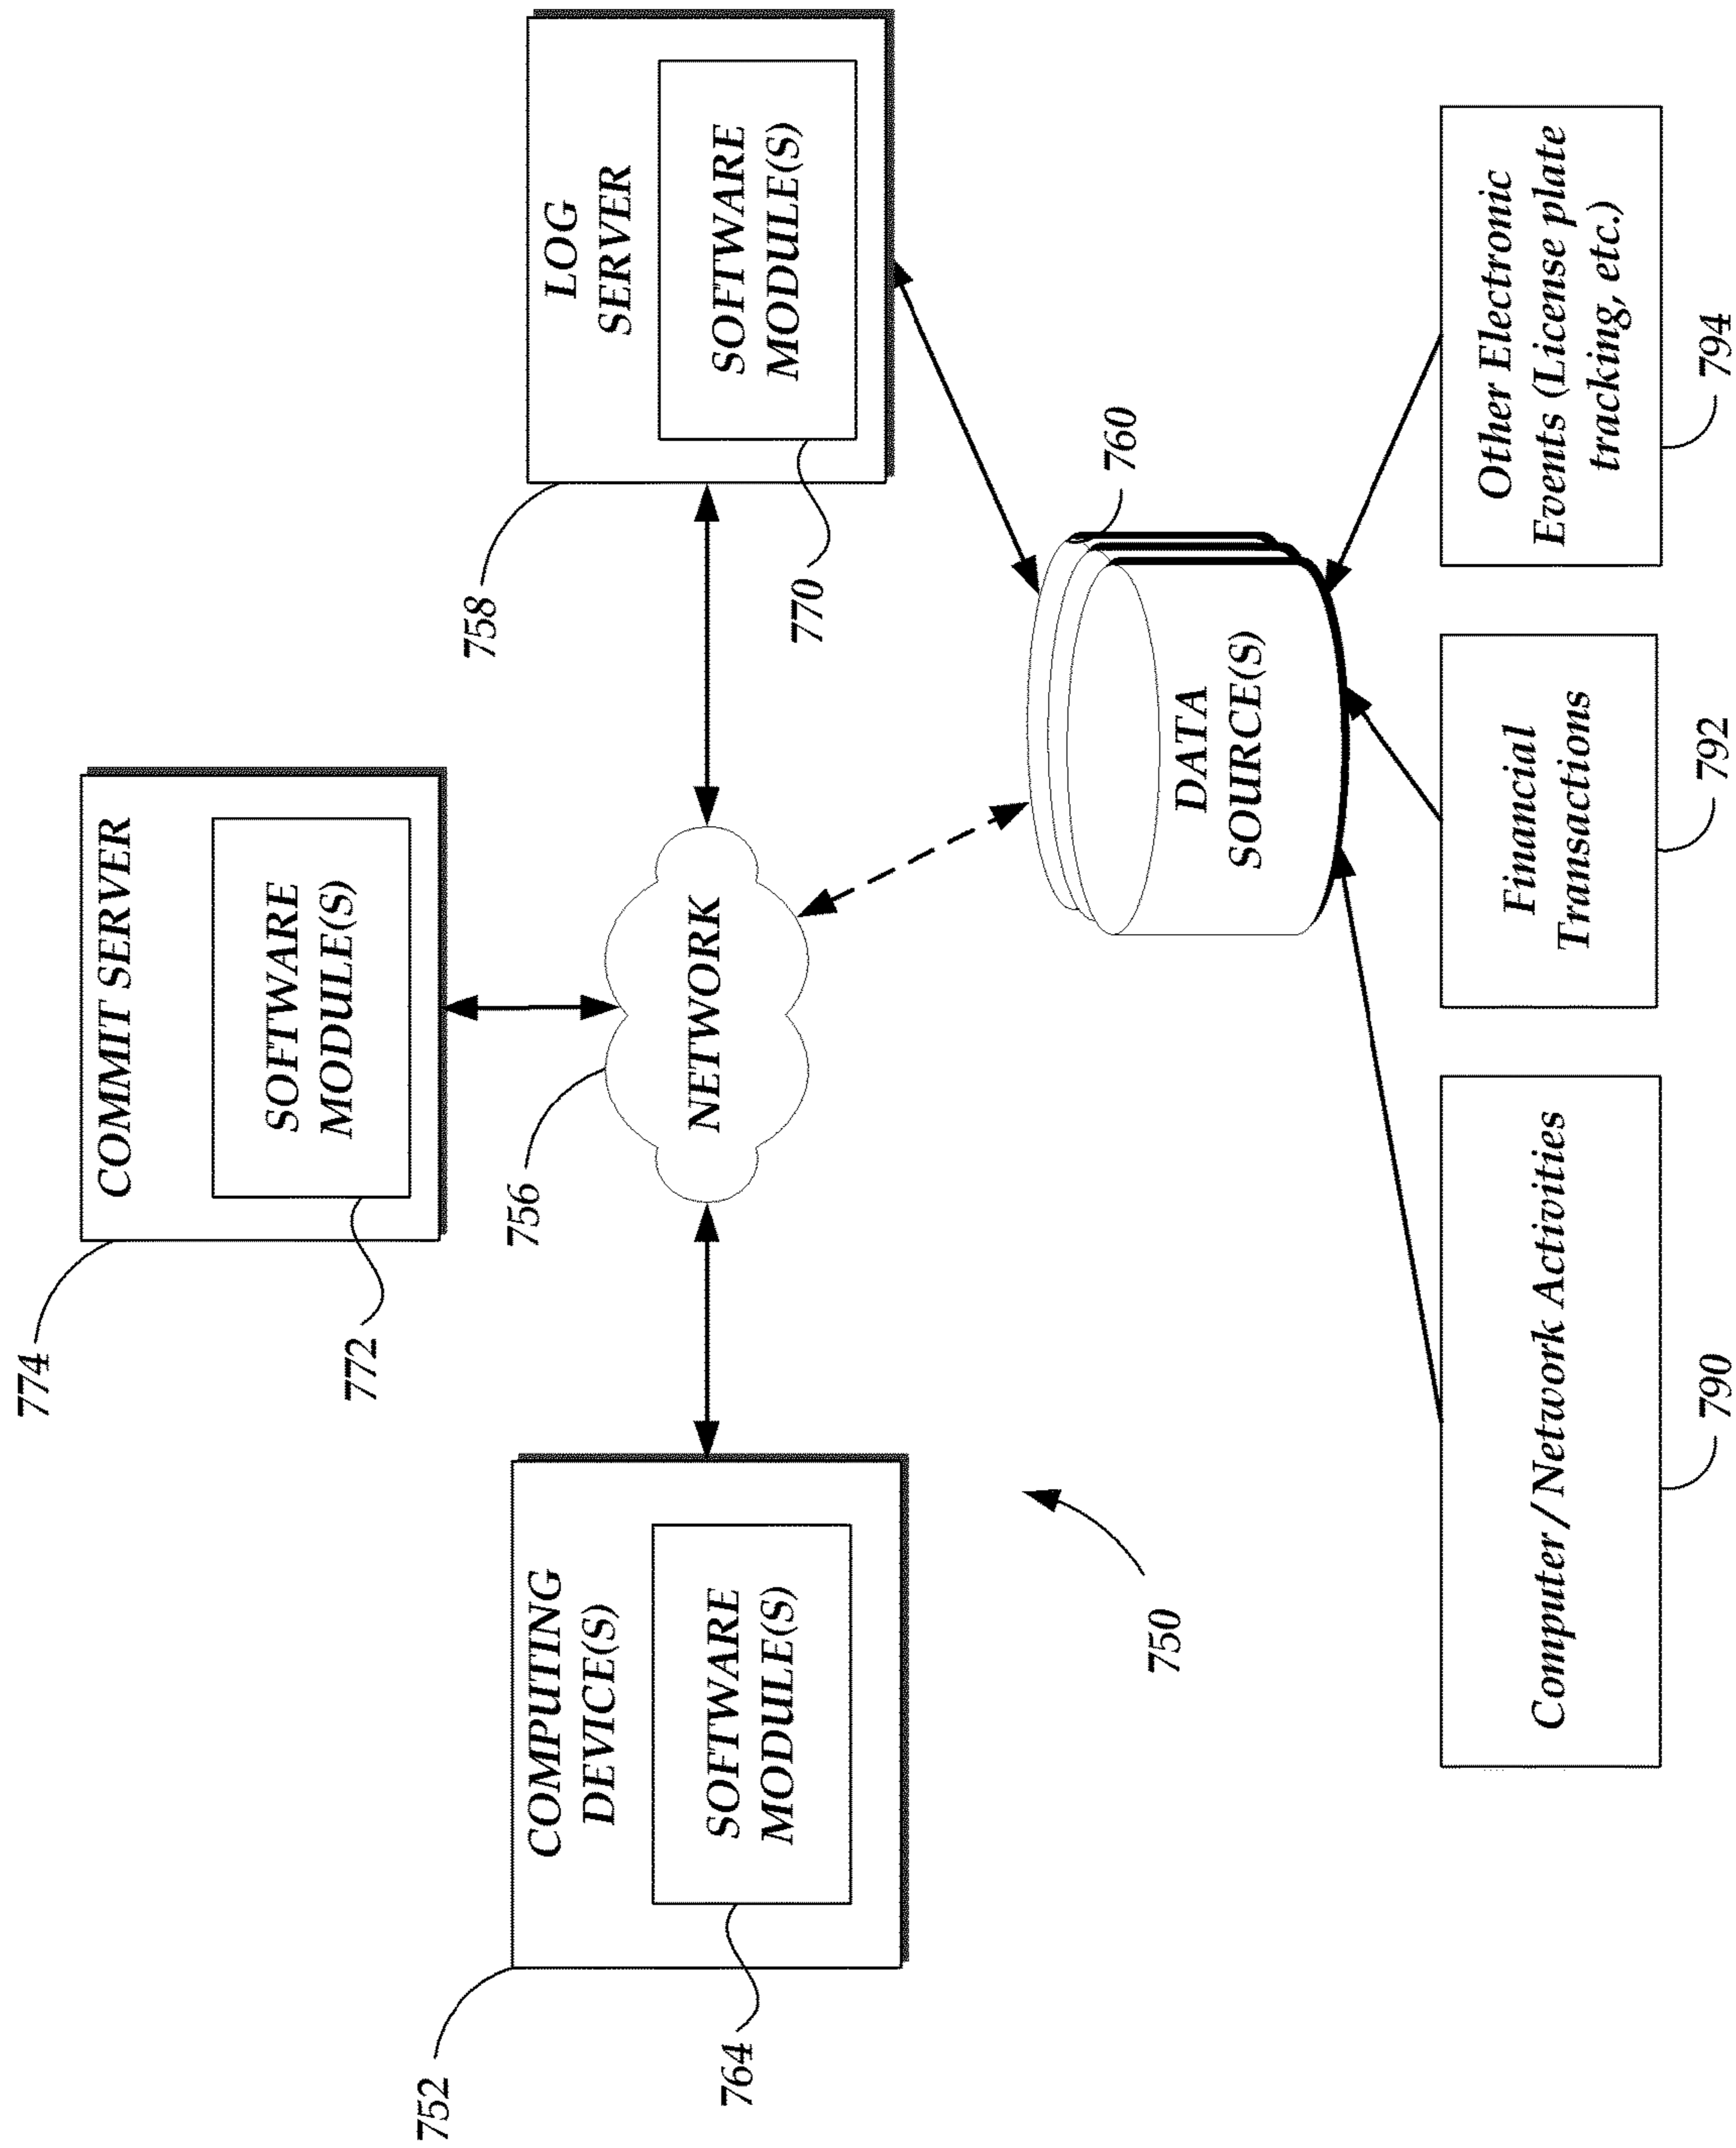 774
COMMIT SERVER
SOFTWARE
MODULE(S)
772
752
COMPUTING
DEVICE(S)
SOFTWARE
MODULE(S)
764
756
NETWORK
758
LOG
SERVER
SOFTWARE
MODULE(S)
770
750
760
DATA
SOURCE(S)
Computer/Network Activities
790
Financial
Transactions
792
Other Electronic
Events (License plate
tracking, etc.)
794